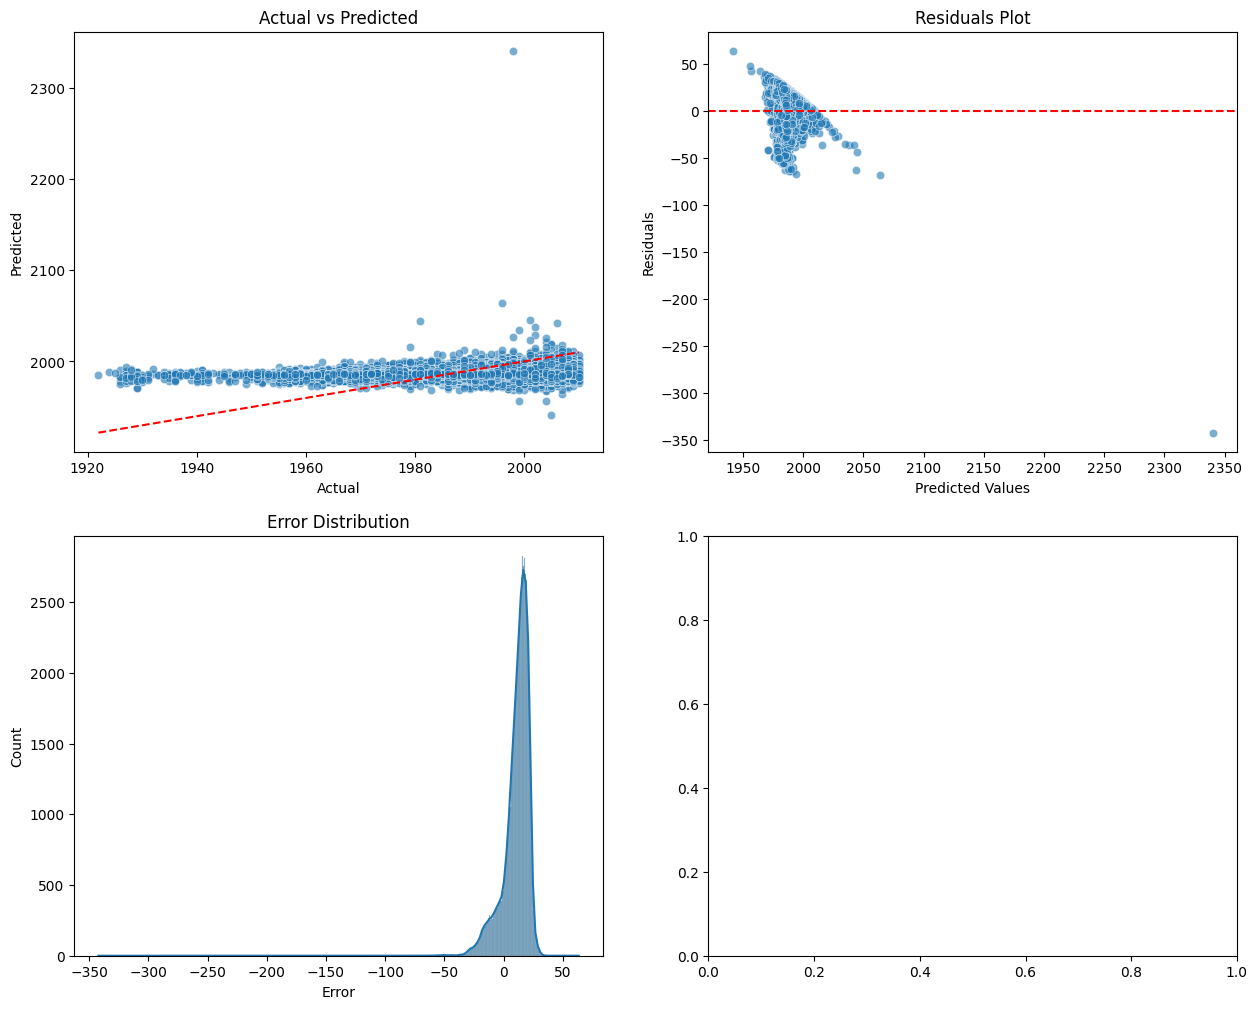 Actual vs Predicted
Predicted
2300
2200
2100
2000
1920 1940 1960 1980 2000
Actual
Residuals Plot
Residuals
50
0
−50
−100
−150
−200
−250
−300
−350
1950 2000 2050 2100 2150 2200 2250 2300 2350
Predicted Values
Error Distribution
Count
2500
2000
1500
1000
500
0
−350 −300 −250 −200 −150 −100 −50 0 50
Error
1.0
0.8
0.6
0.4
0.2
0.0
0.0 0.2 0.4 0.6 0.8 1.0